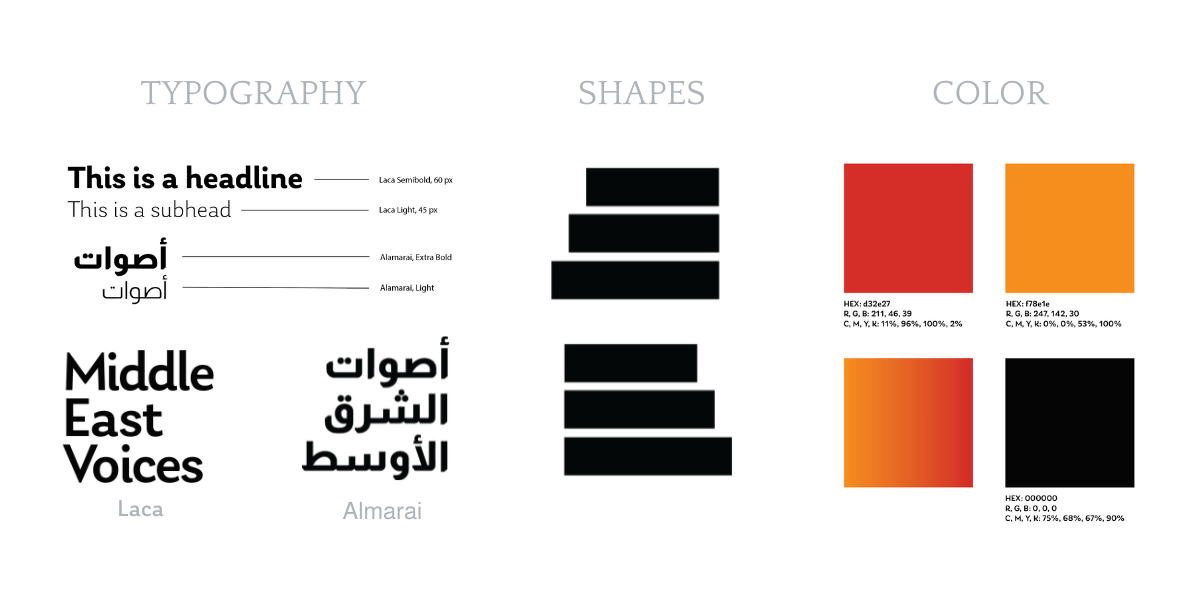 TYPOGRAPHY
This is a headline
Laca Semibold, 60 px
This is a subhead
Laca Light, 45 px
أصوات
Alamarai, Extra Bold
أصوات
Alamarai, Light
Middle
East
Voices
Laca
أصوات
الشرق
الأوسط
Almarai
SHAPES
COLOR
HEX: d32e27
R, G, B: 211, 46, 39
C, M, Y, K: 11%, 96%, 100%, 2%
HEX: f78e1e
R, G, B: 247, 142, 30
C, M, Y, K: 0%, 0%, 53%, 100%
HEX: 000000
R, G, B: 0, 0, 0
C, M, Y, K: 75%, 68%, 67%, 90%